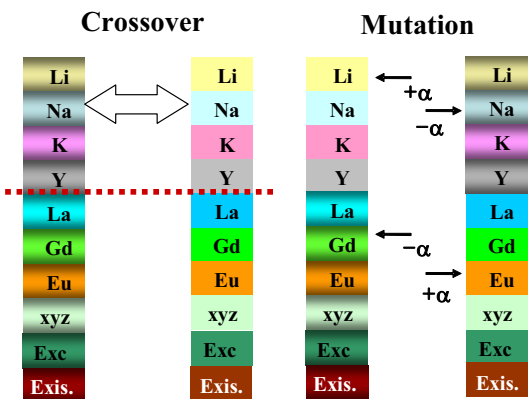 Crossover
Mutation
Li
Na
K
Y
La
Gd
Eu
xyz
Exc
Exis.
Li
Na
K
Y
La
Gd
Eu
xyz
Exc
Exis.
Li
Na
K
Y
La
Gd
Eu
xyz
Exc
Exis.
+α
−α
−α
+α
Li
Na
K
Y
La
Gd
Eu
xyz
Exc
Exis.